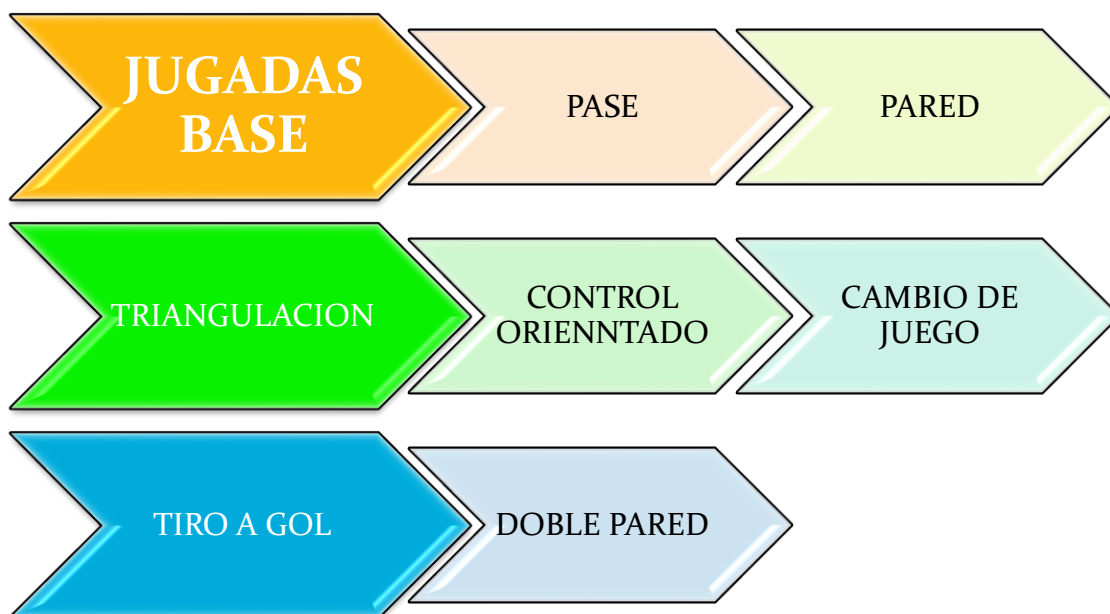 JUGADAS
BASE
PASE
PARED
TRIANGULACION
CONTROL
ORIENNTADO
CAMBIO DE
JUEGO
TIRO A GOL
DOBLE PARED